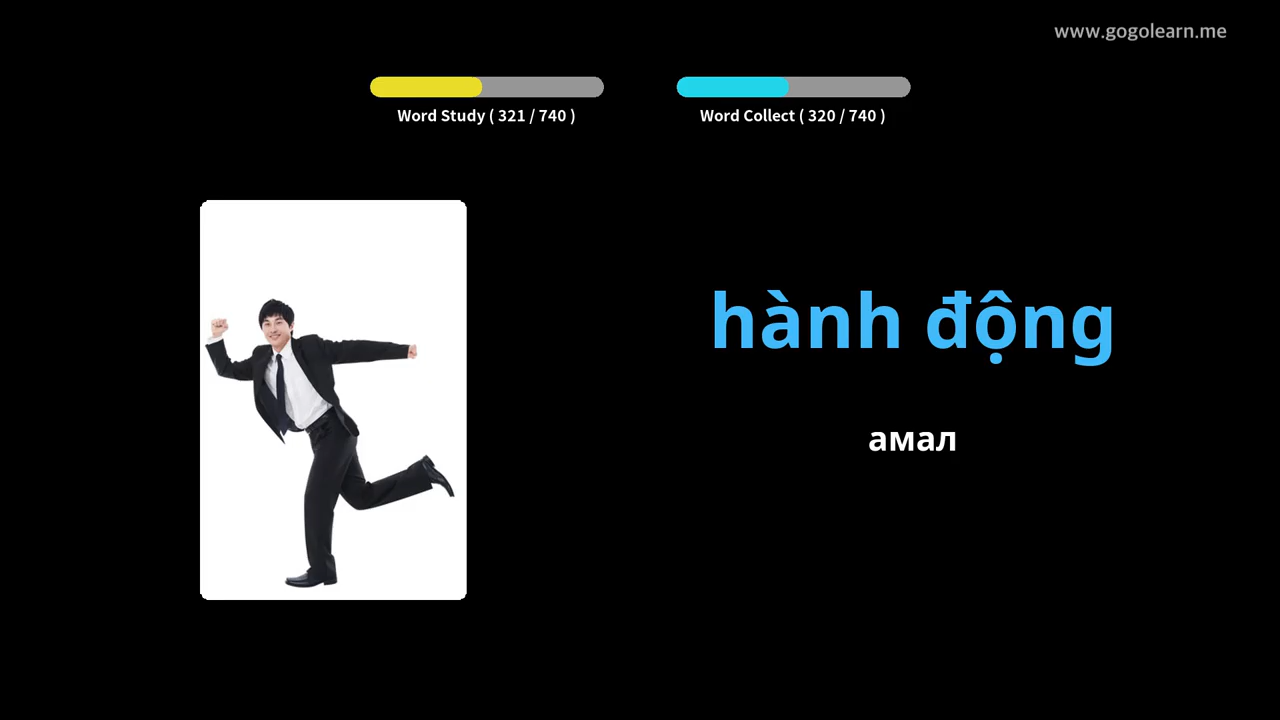 www.gogolearn.me
Word Study ( 321 / 740 )
Word Collect ( 320 / 740 )
hành động
амал